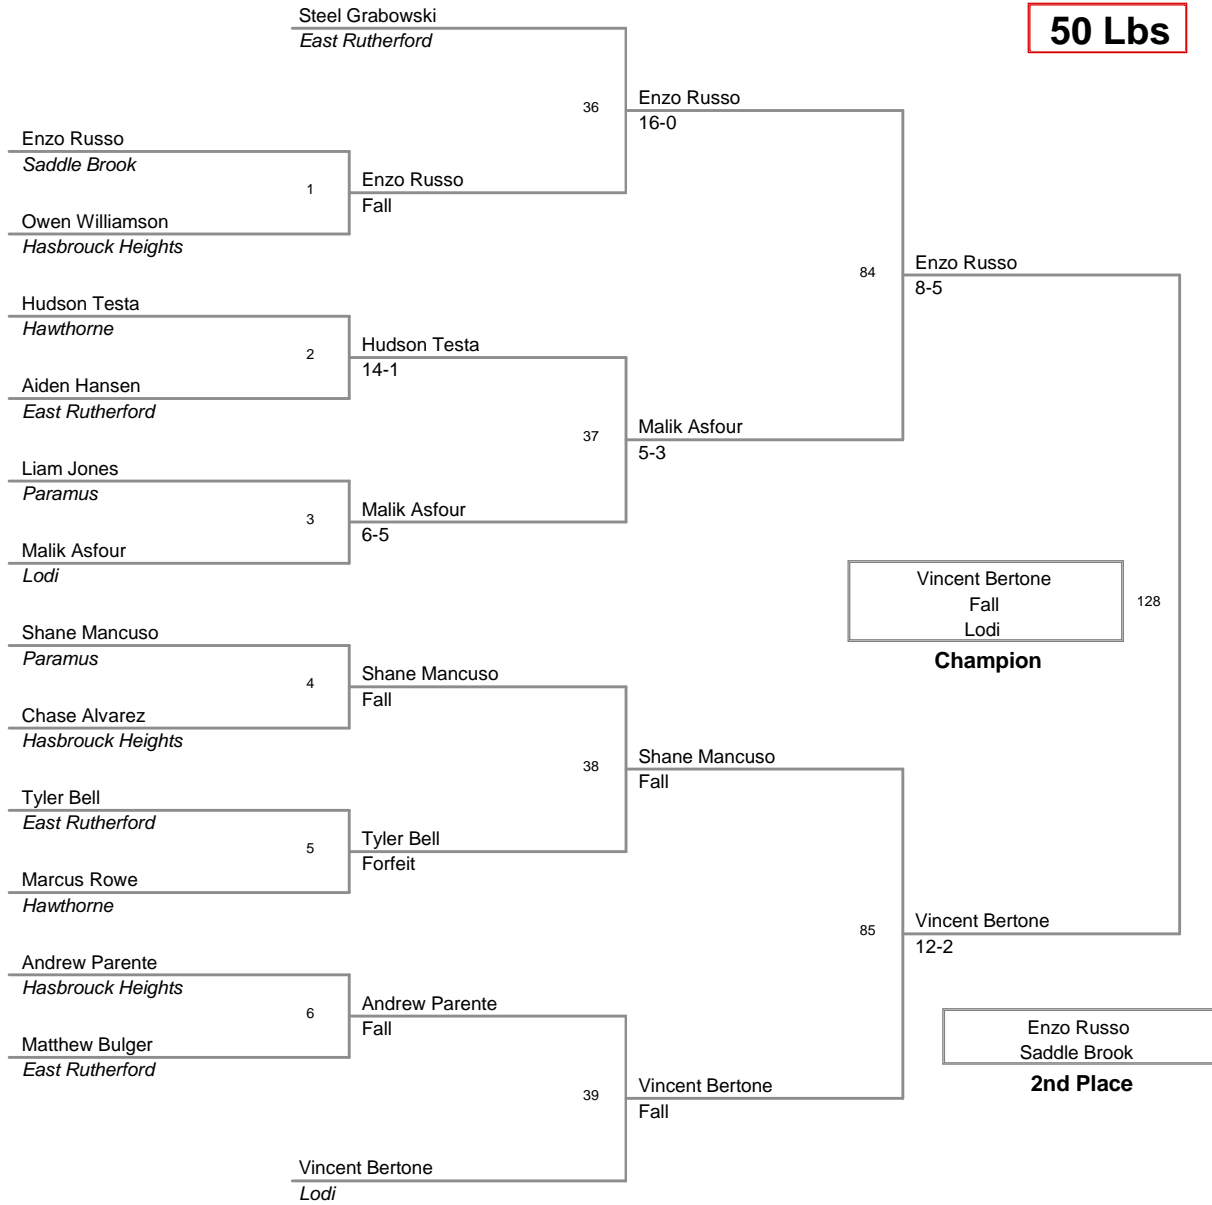 Steel Grabowski
East Rutherford
50 Lbs
36
Enzo Russo
16-0
Enzo Russo
Saddle Brook
1
Enzo Russo
Fall
Owen Williamson
Hasbrouck Heights
84
Enzo Russo
8-5
Hudson Testa
Hawthorne
2
Hudson Testa
14-1
Aiden Hansen
East Rutherford
37
Malik Asfour
5-3
Liam Jones
Paramus
3
Malik Asfour
6-5
Malik Asfour
Lodi
Vincent Bertone
Fall
Lodi
Champion
128
Shane Mancuso
Paramus
4
Shane Mancuso
Fall
Chase Alvarez
Hasbrouck Heights
38
Shane Mancuso
Fall
Tyler Bell
East Rutherford
5
Tyler Bell
Forfeit
Marcus Rowe
Hawthorne
85
Vincent Bertone
12-2
Andrew Parente
Hasbrouck Heights
6
Andrew Parente
Fall
Matthew Bulger
East Rutherford
Enzo Russo
Saddle Brook
2nd Place
39
Vincent Bertone
Fall
Vincent Bertone
Lodi